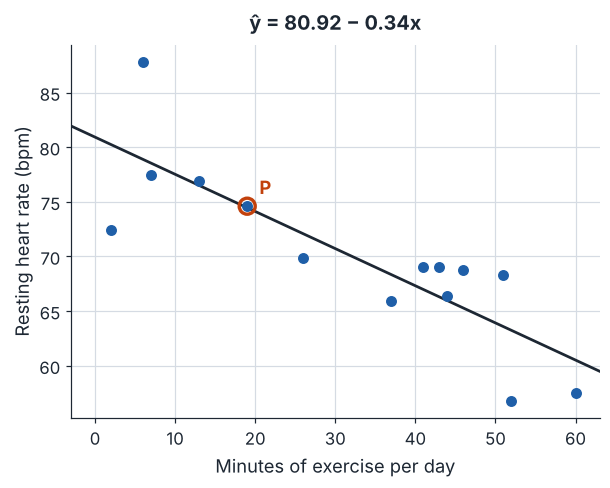 ŷ = 80.92 − 0.34x
Resting heart rate (bpm)
85
80
75
70
65
60
P
0 10 20 30 40 50 60
Minutes of exercise per day